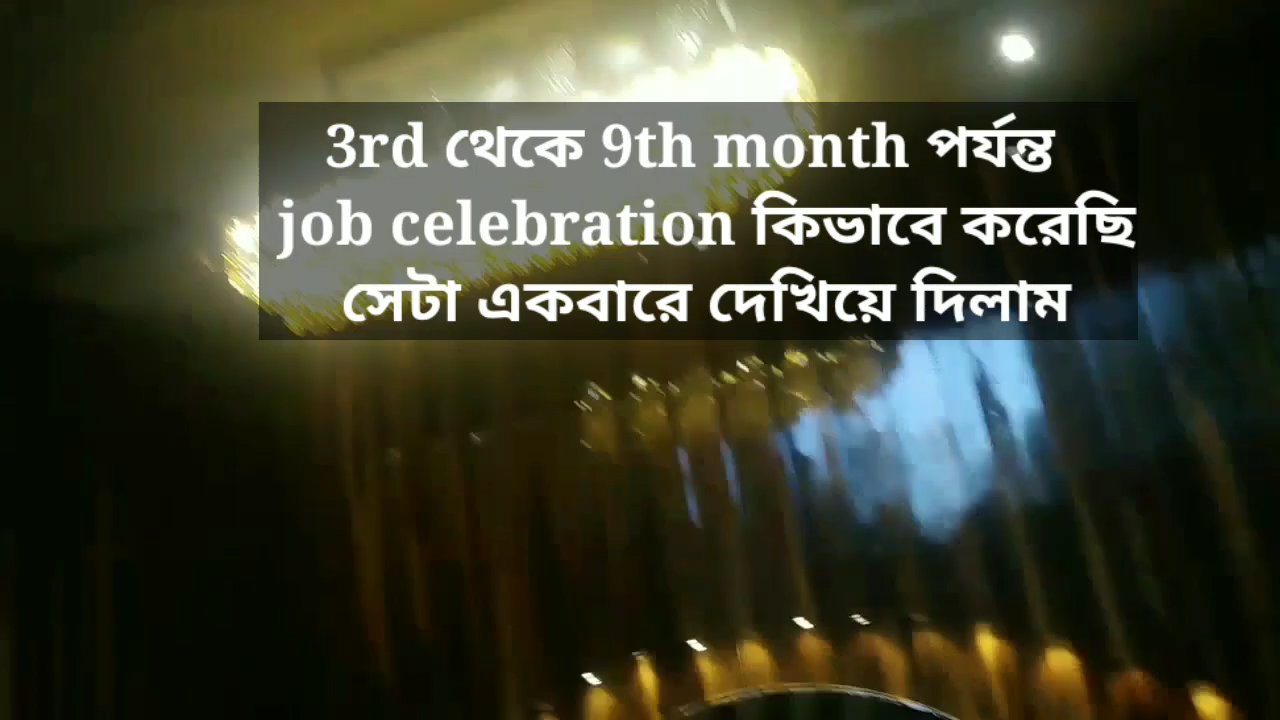 3rd থেকে 9th month পর্যন্ত
job celebration কিভাবে করেছি
সেটা একবারে দেখিয়ে দিলাম